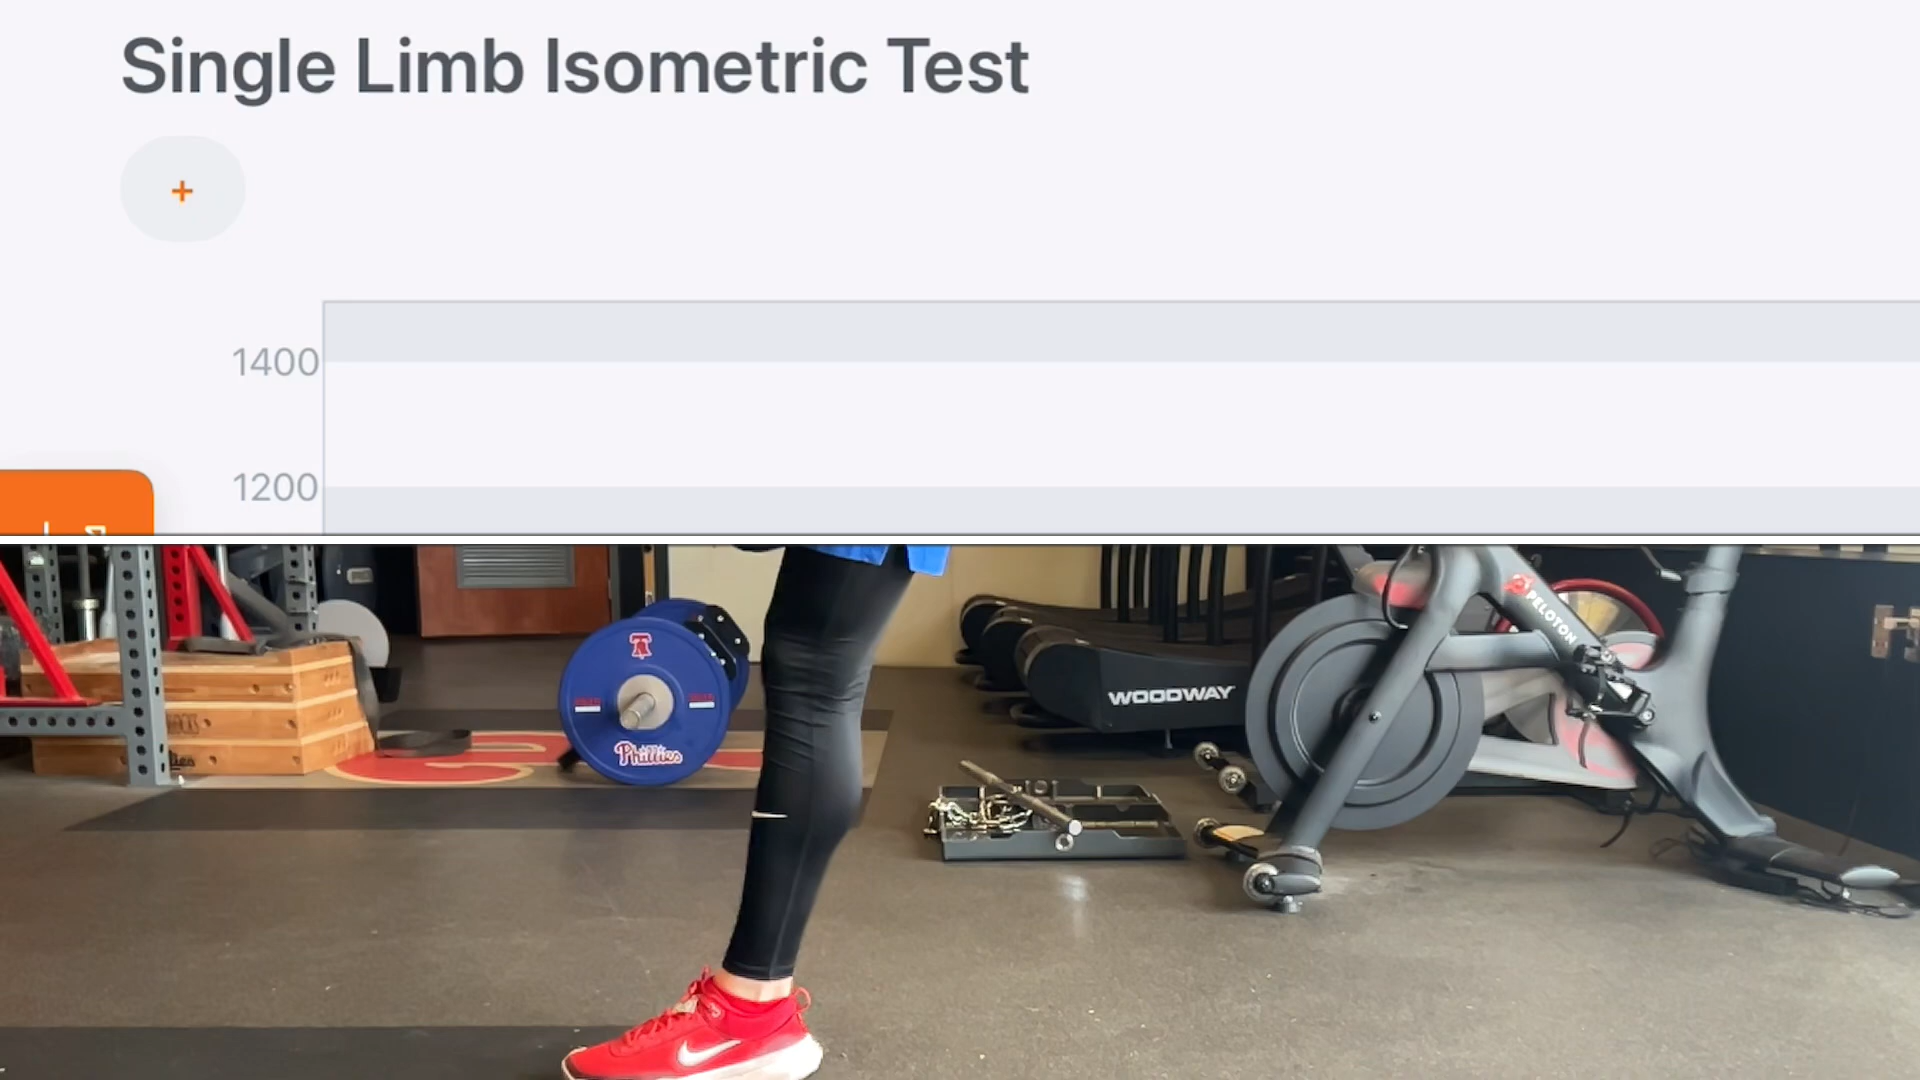 Single Limb Isometric Test
+
1400
1200
PELOTON
WOODWAY
Phillies